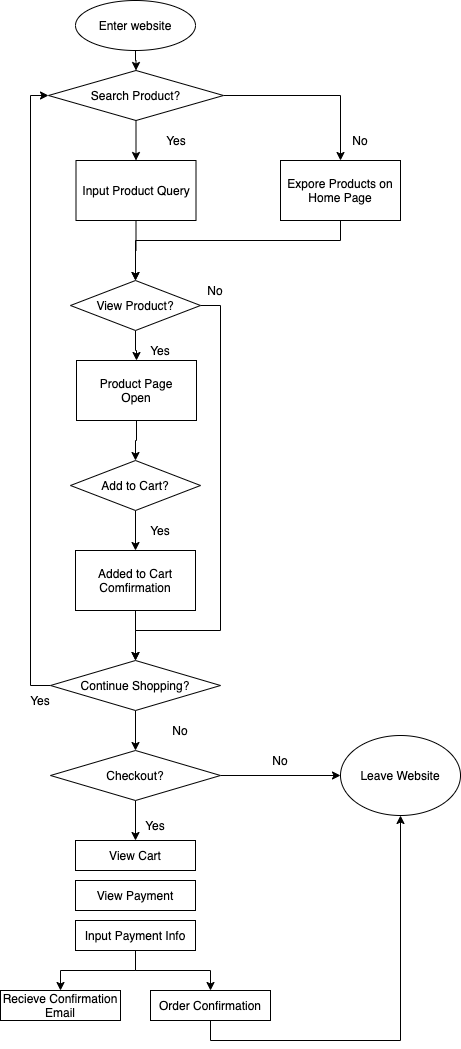 Enter website
Search Product?
Yes
No
Input Product Query
Expore Products on
Home Page
No
View Product?
Yes
Product Page
Open
Add to Cart?
Yes
Added to Cart
Comfirmation
Continue Shopping?
Yes
No
No
Checkout?
Leave Website
Yes
View Cart
View Payment
Input Payment Info
Recieve Confirmation
Email
Order Confirmation